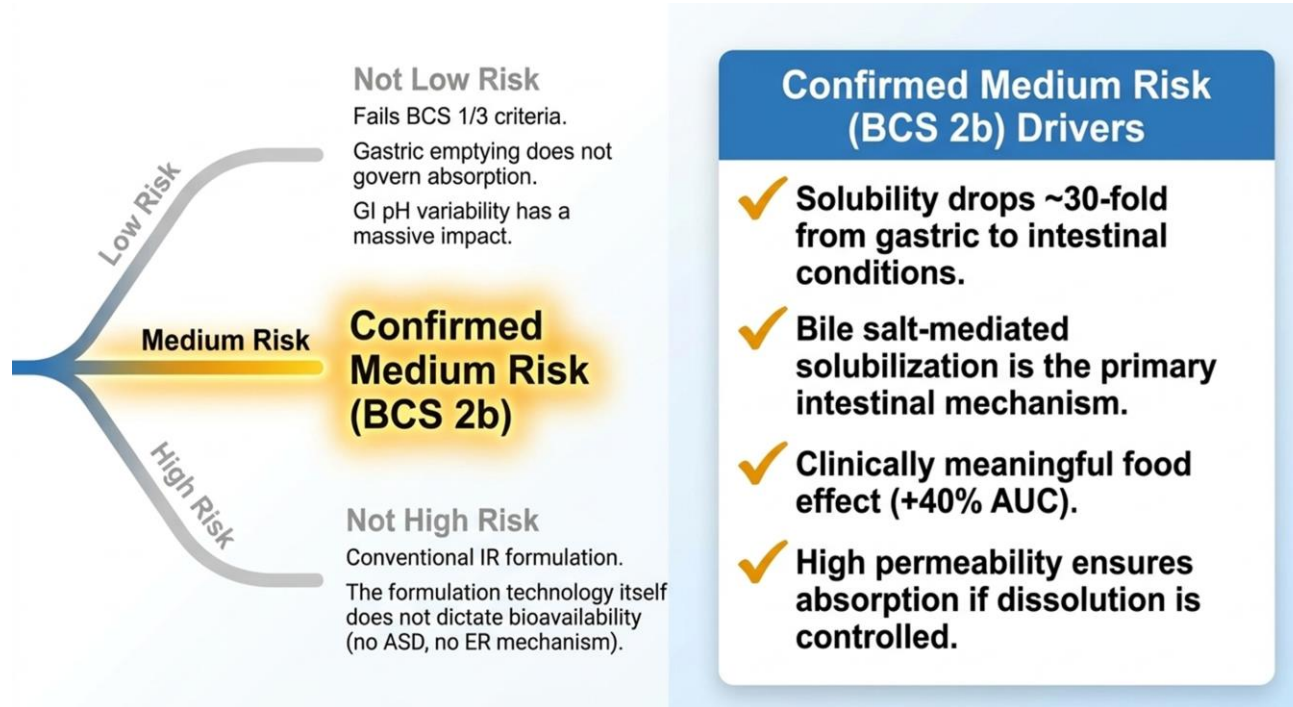 Not Low Risk
Fails BCS 1/3 criteria.
Gastric emptying does not
govern absorption.
GI pH variability has a
massive impact.
Low Risk
Medium Risk
Confirmed
Medium Risk
(BCS 2b)
High Risk
Not High Risk
Conventional IR formulation.
The formulation technology itself
does not dictate bioavailability
(no ASD, no ER mechanism).
Confirmed Medium Risk
(BCS 2b) Drivers
Solubility drops ~30-fold
from gastric to intestinal
conditions.
Bile salt-mediated
solubilization is the primary
intestinal mechanism.
Clinically meaningful food
effect (+40% AUC).
High permeability ensures
absorption if dissolution is
controlled.